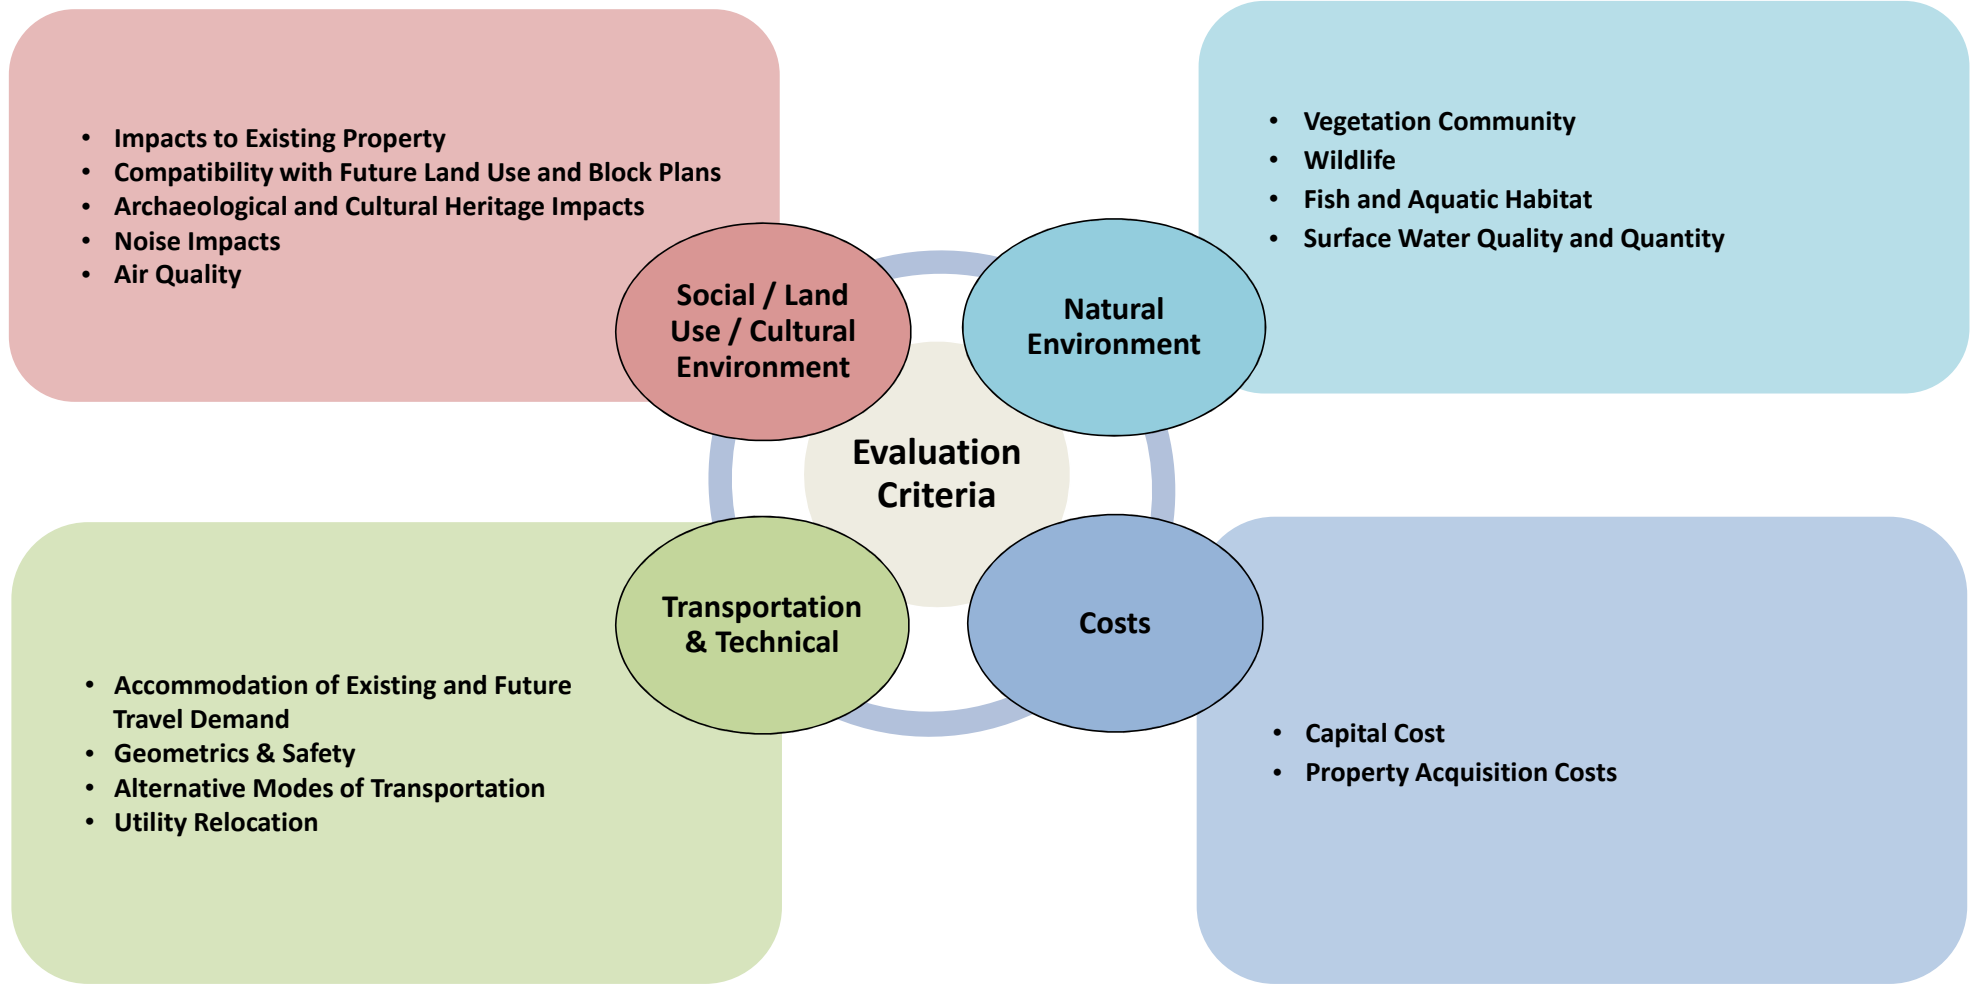 • Impacts to Existing Property
• Compatibility with Future Land Use and Block Plans
• Archaeological and Cultural Heritage Impacts
• Noise Impacts
• Air Quality
Social / Land
Use / Cultural
Environment
• Vegetation Community
• Wildlife
• Fish and Aquatic Habitat
• Surface Water Quality and Quantity
Natural
Environment
Evaluation
Criteria
Transportation
& Technical
• Accommodation of Existing and Future
Travel Demand
• Geometrics & Safety
• Alternative Modes of Transportation
• Utility Relocation
Costs
• Capital Cost
• Property Acquisition Costs